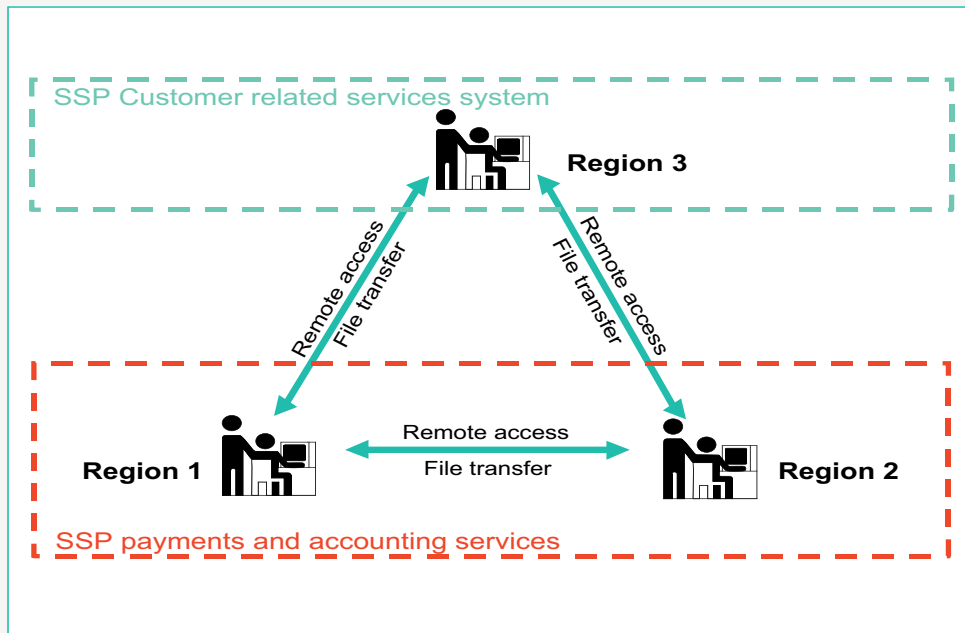 SSP Customer related services system
Region 3
Remote access
File transfer
Remote access
File transfer
Remote access
File transfer
Region 1
Region 2
SSP payments and accounting services